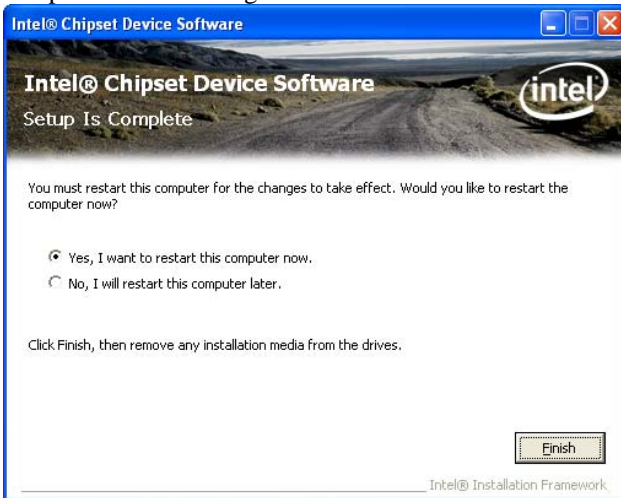 Intel® Chipset Device Software
Intel® Chipset Device Software
intel
Setup Is Complete
You must restart this computer for the changes to take effect. Would you like to restart the
computer now?
Yes, I want to restart this computer now.
No, I will restart this computer later.
Click Finish, then remove any installation media from the drives.
Finish
Intel® Installation Framework